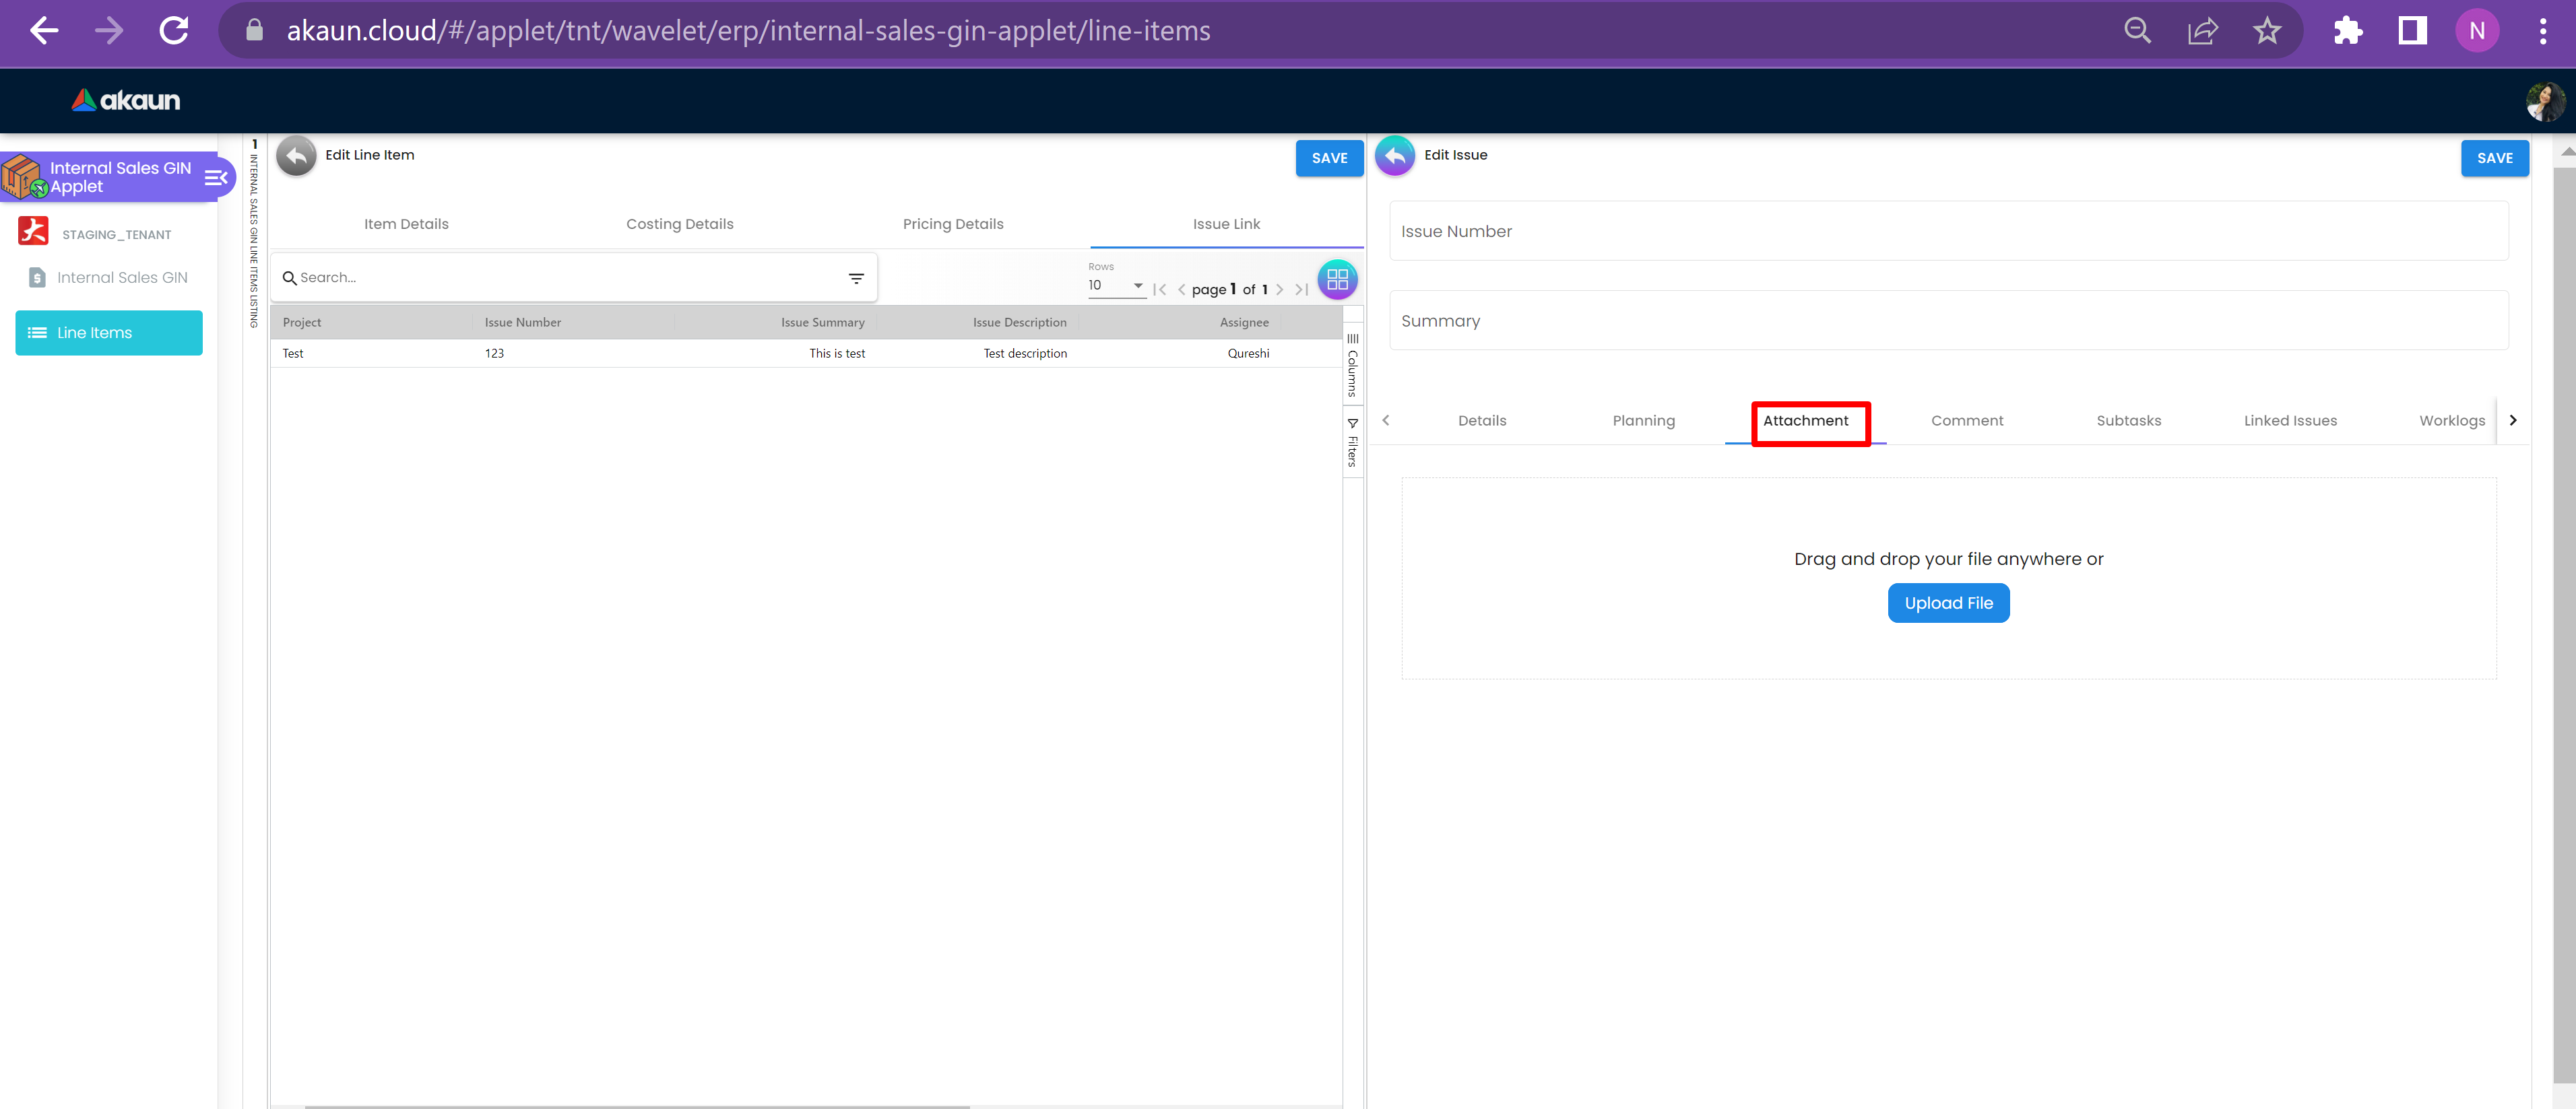 akaun.cloud/#/applet/tnt/wavelet/erp/internal-sales-gin-applet/line-items
N
akaun
Internal Sales GIN
Applet
STAGING_TENANT
Internal Sales GIN
Line Items
1
INTERNAL SALES GIN LINE ITEMS LISTING
Edit Line Item
SAVE
Item Details
Costing Details
Pricing Details
Issue Link
Search...
Rows
10
page 1 of 1
Project
Issue Number
Issue Summary
Issue Description
Assignee
Test
123
This is test
Test description
Qureshi
Columns
Filters
Edit Issue
SAVE
Issue Number
Summary
Details
Planning
Attachment
Comment
Subtasks
Linked Issues
Worklogs
Drag and drop your file anywhere or
Upload File